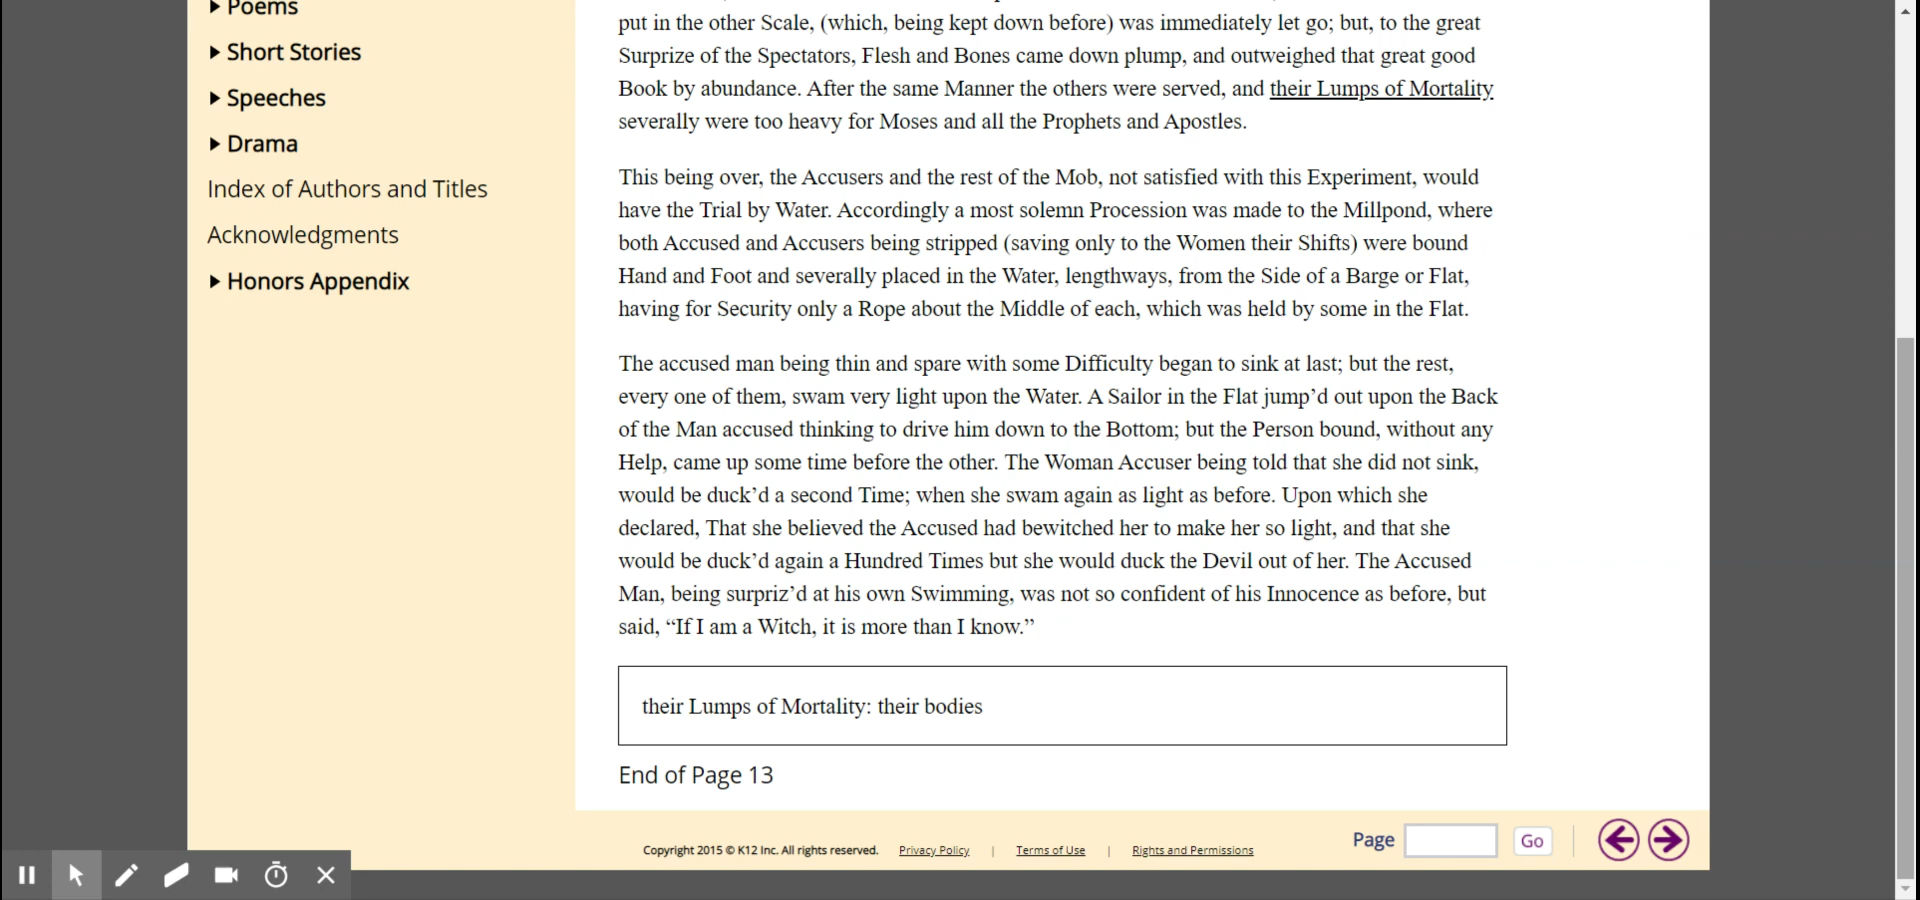 Poems
Short Stories
Speeches
Drama
Index of Authors and Titles
Acknowledgments
Honors Appendix
put in the other Scale, (which, being kept down before) was immediately let go; but, to the great
Surprize of the Spectators, Flesh and Bones came down plump, and outweighed that great good
Book by abundance. After the same Manner the others were served, and their Lumps of Mortality
severally were too heavy for Moses and all the Prophets and Apostles.
This being over, the Accusers and the rest of the Mob, not satisfied with this Experiment, would
have the Trial by Water. Accordingly a most solemn Procession was made to the Millpond, where
both Accused and Accusers being stripped (saving only to the Women their Shifts) were bound
Hand and Foot and severally placed in the Water, lengthways, from the Side of a Barge or Flat,
having for Security only a Rope about the Middle of each, which was held by some in the Flat.
The accused man being thin and spare with some Difficulty began to sink at last; but the rest,
every one of them, swam very light upon the Water. A Sailor in the Flat jump’d out upon the Back
of the Man accused thinking to drive him down to the Bottom; but the Person bound, without any
Help, came up some time before the other. The Woman Accuser being told that she did not sink,
would be duck’d a second Time; when she swam again as light as before. Upon which she
declared, That she believed the Accused had bewitched her to make her so light, and that she
would be duck’d again a Hundred Times but she would duck the Devil out of her. The Accused
Man, being surpriz’d at his own Swimming, was not so confident of his Innocence as before, but
said, “If I am a Witch, it is more than I know.”
their Lumps of Mortality: their bodies
End of Page 13
Page
Go
Copyright 2015 © K12 Inc. All rights reserved. Privacy Policy | Terms of Use | Rights and Permissions